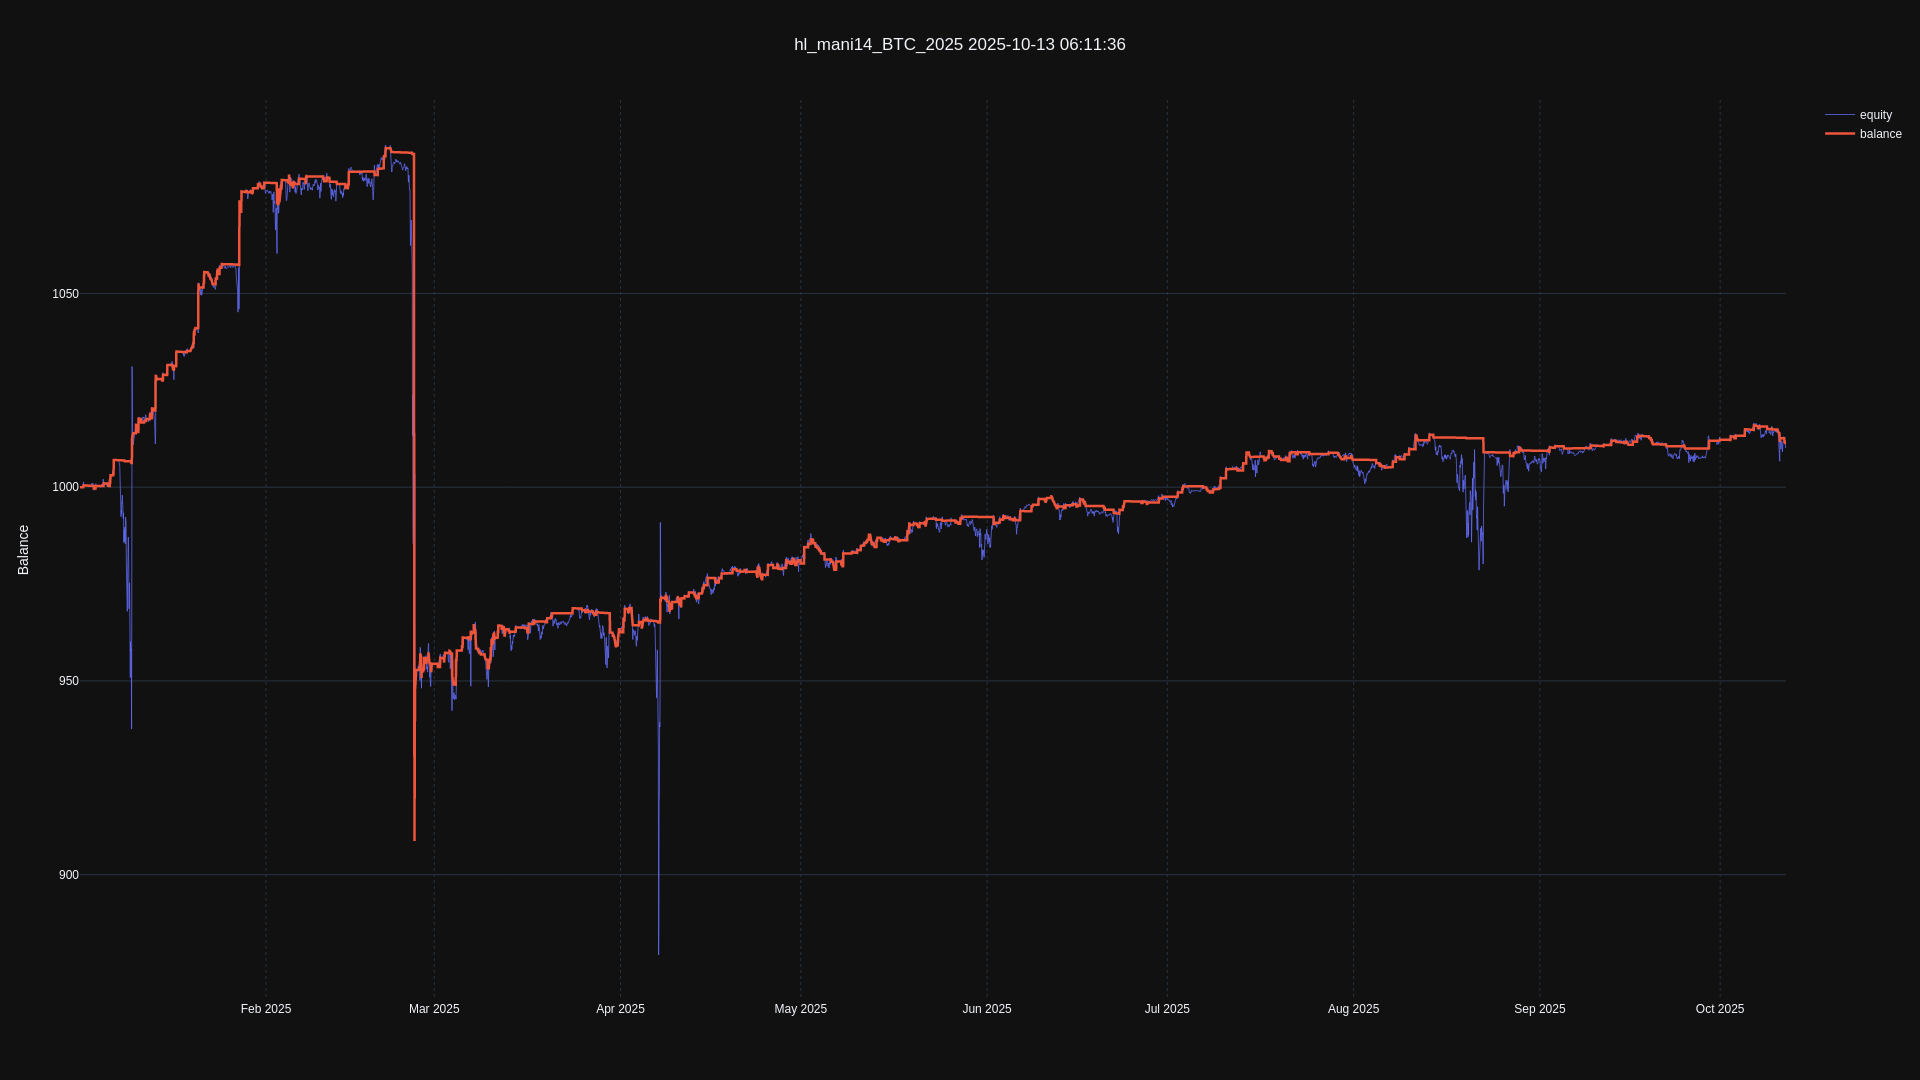 hl_mani14_BTC_2025 2025-10-13 06:11:36
equity
balance
1050
1000
950
900
Balance
Feb 2025
Mar 2025
Apr 2025
May 2025
Jun 2025
Jul 2025
Aug 2025
Sep 2025
Oct 2025